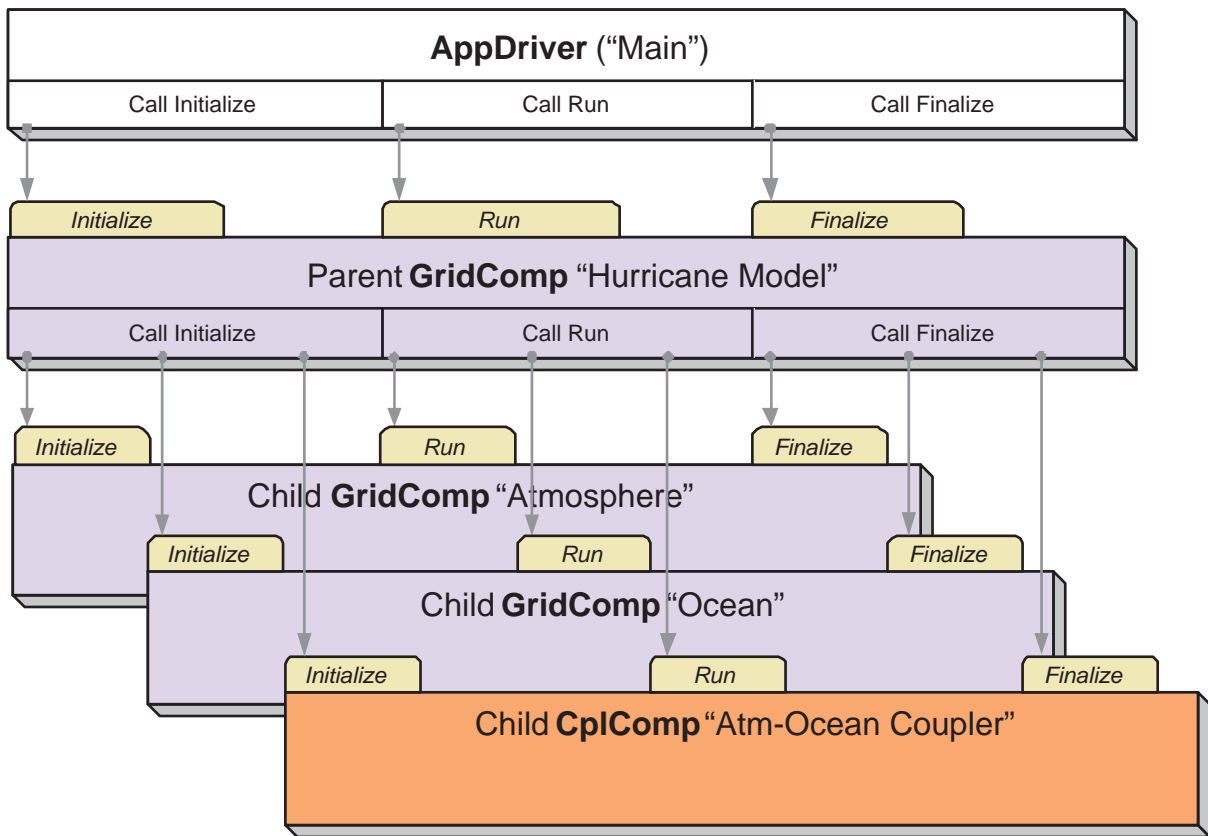 AppDriver (“Main”)
Call Initialize
Call Run
Call Finalize
Initialize
Run
Finalize
Parent GridComp “Hurricane Model”
Call Initialize
Call Run
Call Finalize
Initialize
Run
Finalize
Child GridComp “Atmosphere”
Initialize
Run
Finalize
Child GridComp “Ocean”
Initialize
Run
Finalize
Child CplComp “Atm-Ocean Coupler”